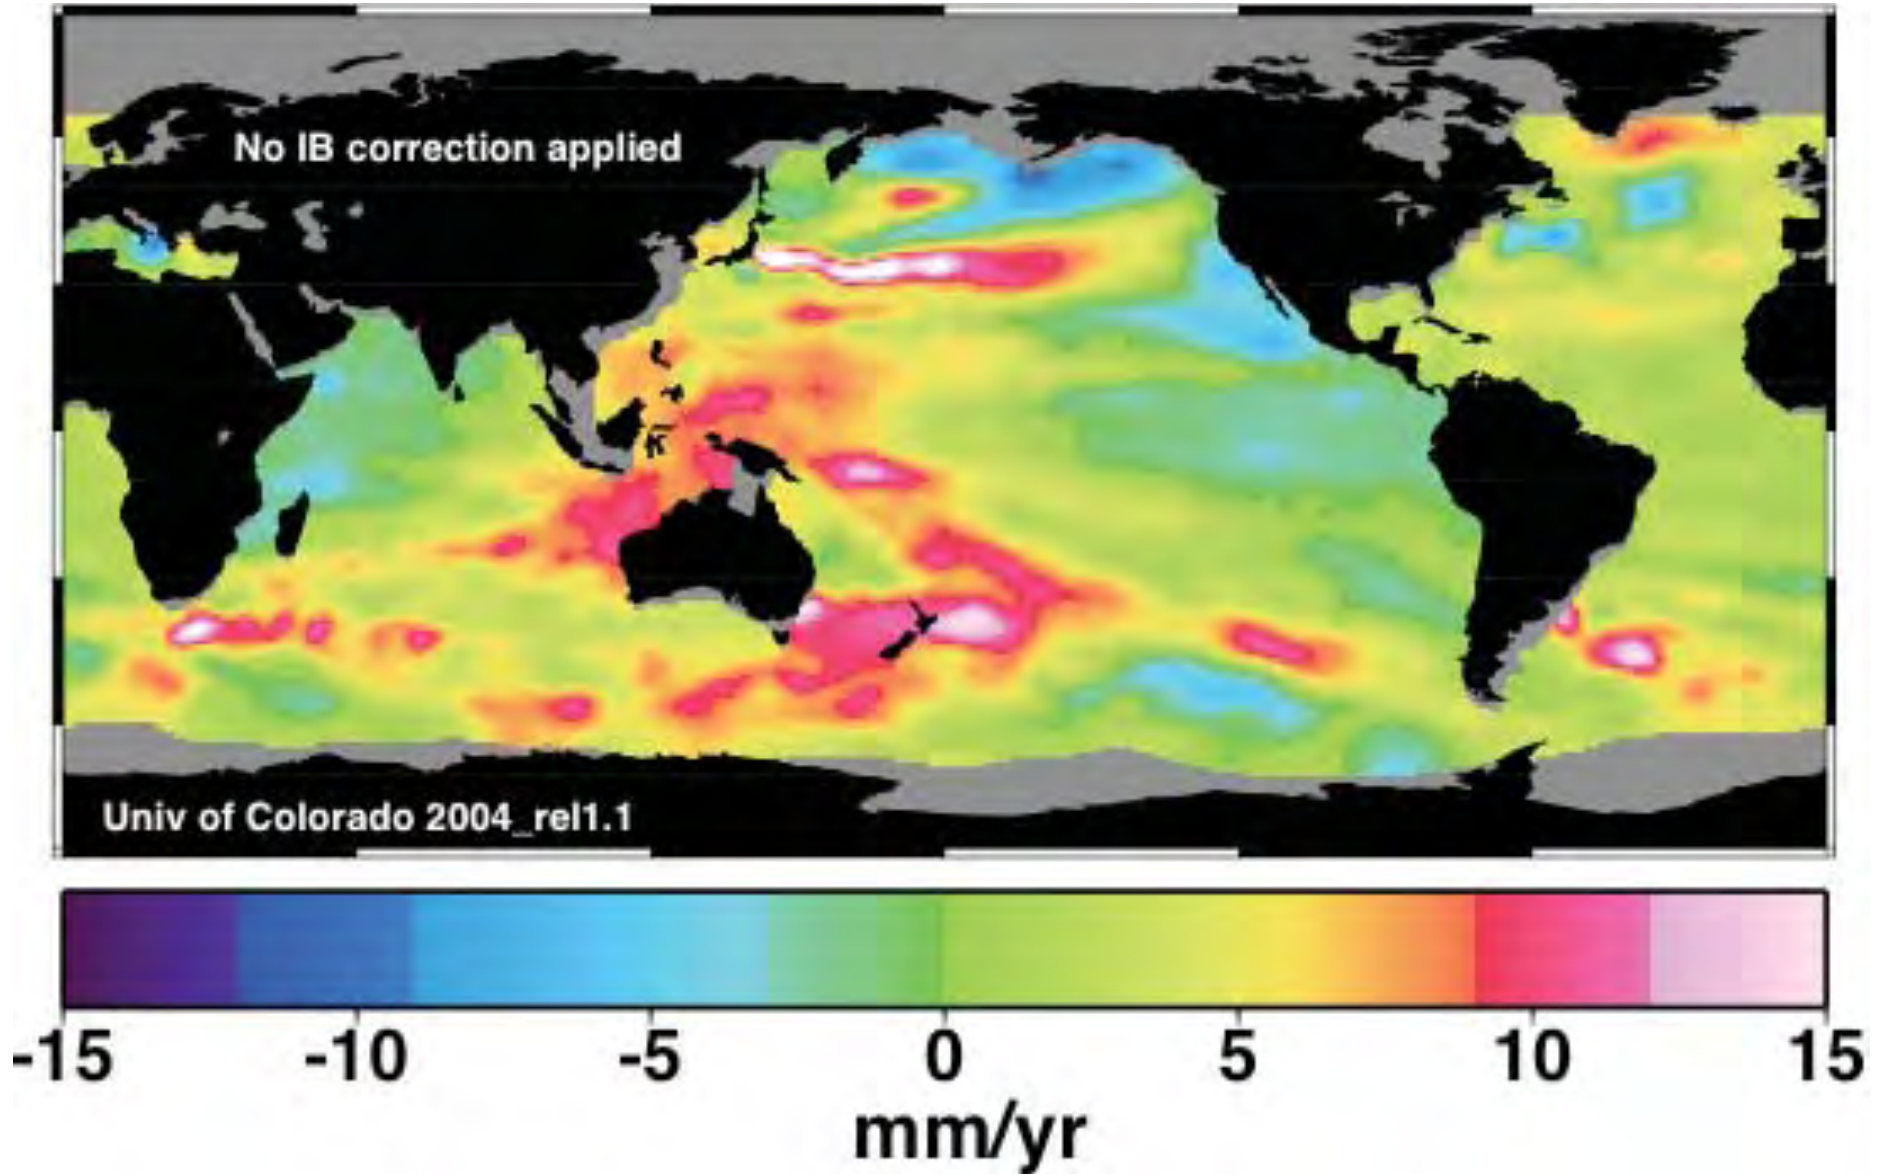 No IB correction applied
Univ of Colorado 2004_rel1.1
-15 -10 -5 0 5 10 15
mm/yr